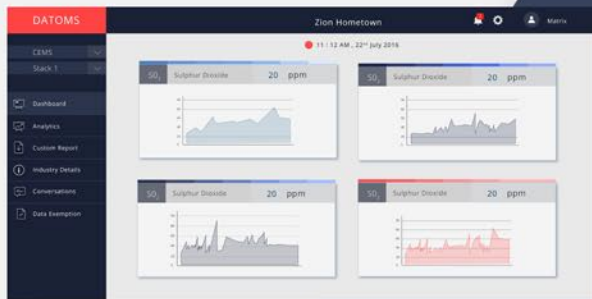 DATOMS
Zion Hometown
Matrix
CEMS
Stack 1
Dashboard
Analytics
Custom Report
Industry Details
Conversations
Data Exemption
11 : 12 AM , 22ⁿᵈ July 2016
SO₂ Sulphur Dioxide 20 ppm
SO₂ Sulphur Dioxide 20 ppm
SO₂ Sulphur Dioxide 20 ppm
SO₂ Sulphur Dioxide 20 ppm